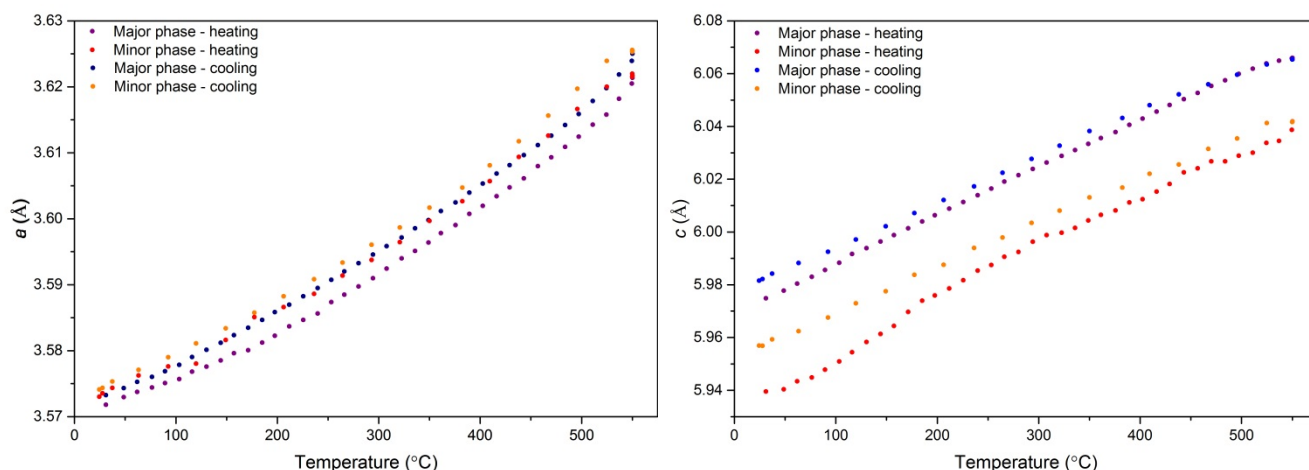 3.63
3.62
3.61
3.60
3.59
3.58
3.57
a (Å)
Major phase - heating
Minor phase - heating
Major phase - cooling
Minor phase - cooling
0 100 200 300 400 500
Temperature (°C)
6.08
6.06
6.04
6.02
6.00
5.98
5.96
5.94
c (Å)
Major phase - heating
Minor phase - heating
Major phase - cooling
Minor phase - cooling
0 100 200 300 400 500
Temperature (°C)